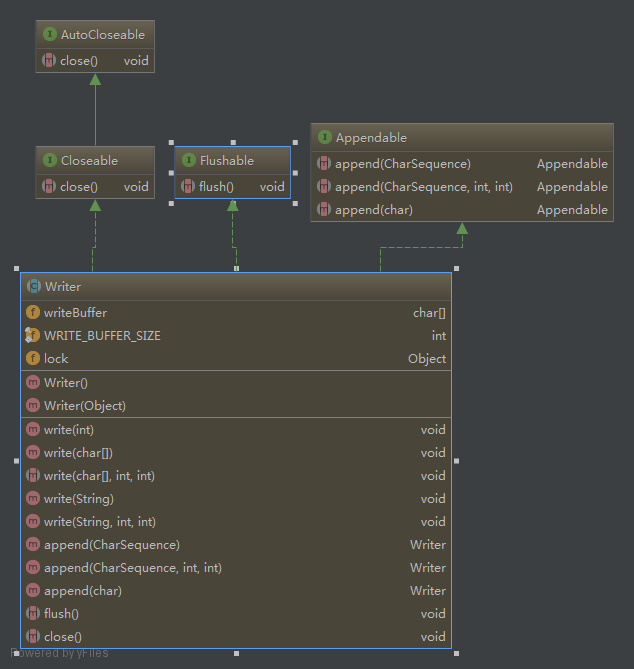 AutoCloseable
close() void
Closeable
close() void
Flushable
flush() void
Appendable
append(CharSequence) Appendable
append(CharSequence, int, int) Appendable
append(char) Appendable
Writer
writeBuffer char[]
WRITE_BUFFER_SIZE int
lock Object
Writer()
Writer(Object)
write(int) void
write(char[]) void
write(char[], int, int) void
write(String) void
write(String, int, int) void
append(CharSequence) Writer
append(CharSequence, int, int) Writer
append(char) Writer
flush() void
close() void
Powered by yFiles